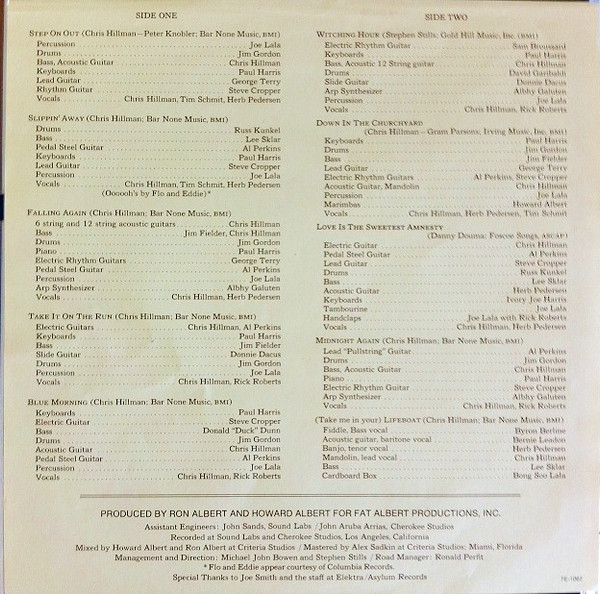 SIDE ONE
STEP ON OUT (Chris Hillman – Peter Knobler; Bar None Music, BMI)
Percussion Joe Lala
Drums Jim Gordon
Bass, Acoustic Guitar Chris Hillman
Keyboards Paul Harris
Lead Guitar George Terry
Rhythm Guitar Steve Cropper
Vocals Chris Hillman, Tim Schmit, Herb Pedersen
SLIPPIN' AWAY (Chris Hillman; Bar None Music, BMI)
Drums Russ Kunkel
Bass Lee Sklar
Pedal Steel Guitar Al Perkins
Keyboards Paul Harris
Lead Guitar Steve Cropper
Percussion Joe Lala
Vocals Chris Hillman, Tim Schmit, Herb Pedersen
(Oooooh's by Flo and Eddie)*
FALLING AGAIN (Chris Hillman; Bar None Music, BMI)
6 string and 12 string acoustic guitars Chris Hillman
Bass Jim Fielder, Chris Hillman
Drums Jim Gordon
Piano Paul Harris
Electric Rhythm Guitars George Terry
Pedal Steel Guitar Al Perkins
Percussion Joe Lala
Arp Synthesizer Albhy Galuten
Vocals Chris Hillman, Herb Pedersen
TAKE IT ON THE RUN (Chris Hillman; Bar None Music, BMI)
Electric Guitars Chris Hillman, Al Perkins
Keyboards Paul Harris
Bass Jim Fielder
Slide Guitar Donnie Dacus
Drums Jim Gordon
Percussion Joe Lala
Vocals Chris Hillman, Rick Roberts
BLUE MORNING (Chris Hillman; Bar None Music, BMI)
Keyboards Paul Harris
Electric Guitar Steve Cropper
Bass Donald "Duck" Dunn
Drums Jim Gordon
Acoustic Guitar Chris Hillman
Pedal Steel Guitar Al Perkins
Percussion Joe Lala
Vocals Chris Hillman, Rick Roberts
SIDE TWO
WITCHING HOUR (Stephen Stills; Gold Hill Music, Inc. (BMI)
Electric Rhythm Guitar Sam Broussard
Keyboards Paul Harris
Bass, Acoustic 12 String guitar Chris Hillman
Drums David Garibaldi
Slide Guitar Donnie Dacus
Arp Synthesizer Albhy Galuten
Percussion Joe Lala
Vocals Chris Hillman, Rick Roberts
DOWN IN THE CHURCHYARD
(Chris Hillman – Gram Parsons; Irving Music, Inc. BMI)
Keyboards Paul Harris
Drums Jim Gordon
Bass Jim Fielder
Lead Guitar George Terry
Electric Rhythm Guitars Al Perkins, Steve Cropper
Acoustic Guitar, Mandolin Chris Hillman
Percussion Joe Lala
Marimbas Howard Albert
Vocals Chris Hillman, Herb Pedersen, Tim Schmit
LOVE IS THE SWEETEST AMNESTY
(Danny Douma; Foscoe Songs, ASCAP)
Electric Guitar Chris Hillman
Pedal Steel Guitar Al Perkins
Lead Guitar Steve Cropper
Drums Russ Kunkel
Bass Lee Sklar
Acoustic Guitar Herb Pedersen
Keyboards Ivory Joe Harris
Tambourine Joe Lala
Handclaps Joe Lala with Rick Roberts
Vocals Chris Hillman, Herb Pedersen
MIDNIGHT AGAIN (Chris Hillman; Bar None Music, BMI)
Lead "Pullstring" Guitar Al Perkins
Drums Jim Gordon
Bass, Acoustic Guitar Chris Hillman
Piano Paul Harris
Electric Rhythm Guitar Steve Cropper
Arp Synthesizer Albhy Galuten
Vocals Chris Hillman, Rick Roberts
(Take me in your) LIFEBOAT (Chris Hillman; Bar None Music, BMI)
Fiddle, Bass vocal Byron Berline
Acoustic guitar, baritone vocal Bernie Leadon
Banjo, tenor vocal Herb Pedersen
Mandolin, lead vocal Chris Hillman
Bass Lee Sklar
Cardboard Box Bong Soo Lala
PRODUCED BY RON ALBERT AND HOWARD ALBERT FOR FAT ALBERT PRODUCTIONS, INC.
Assistant Engineers: John Sands, Sound Labs / John Aruba Arrias, Cherokee Studios
Recorded at Sound Labs and Cherokee Studios, Los Angeles, California
Mixed by Howard Albert and Ron Albert at Criteria Studios / Mastered by Alex Sadkin at Criteria Studios; Miami, Florida
Management and Direction: Michael John Bowen and Stephen Stills / Road Manager: Ronald Perfit
* Flo and Eddie appear courtesy of Columbia Records.
Special Thanks to Joe Smith and the staff at Elektra/Asylum Records
7E-1062